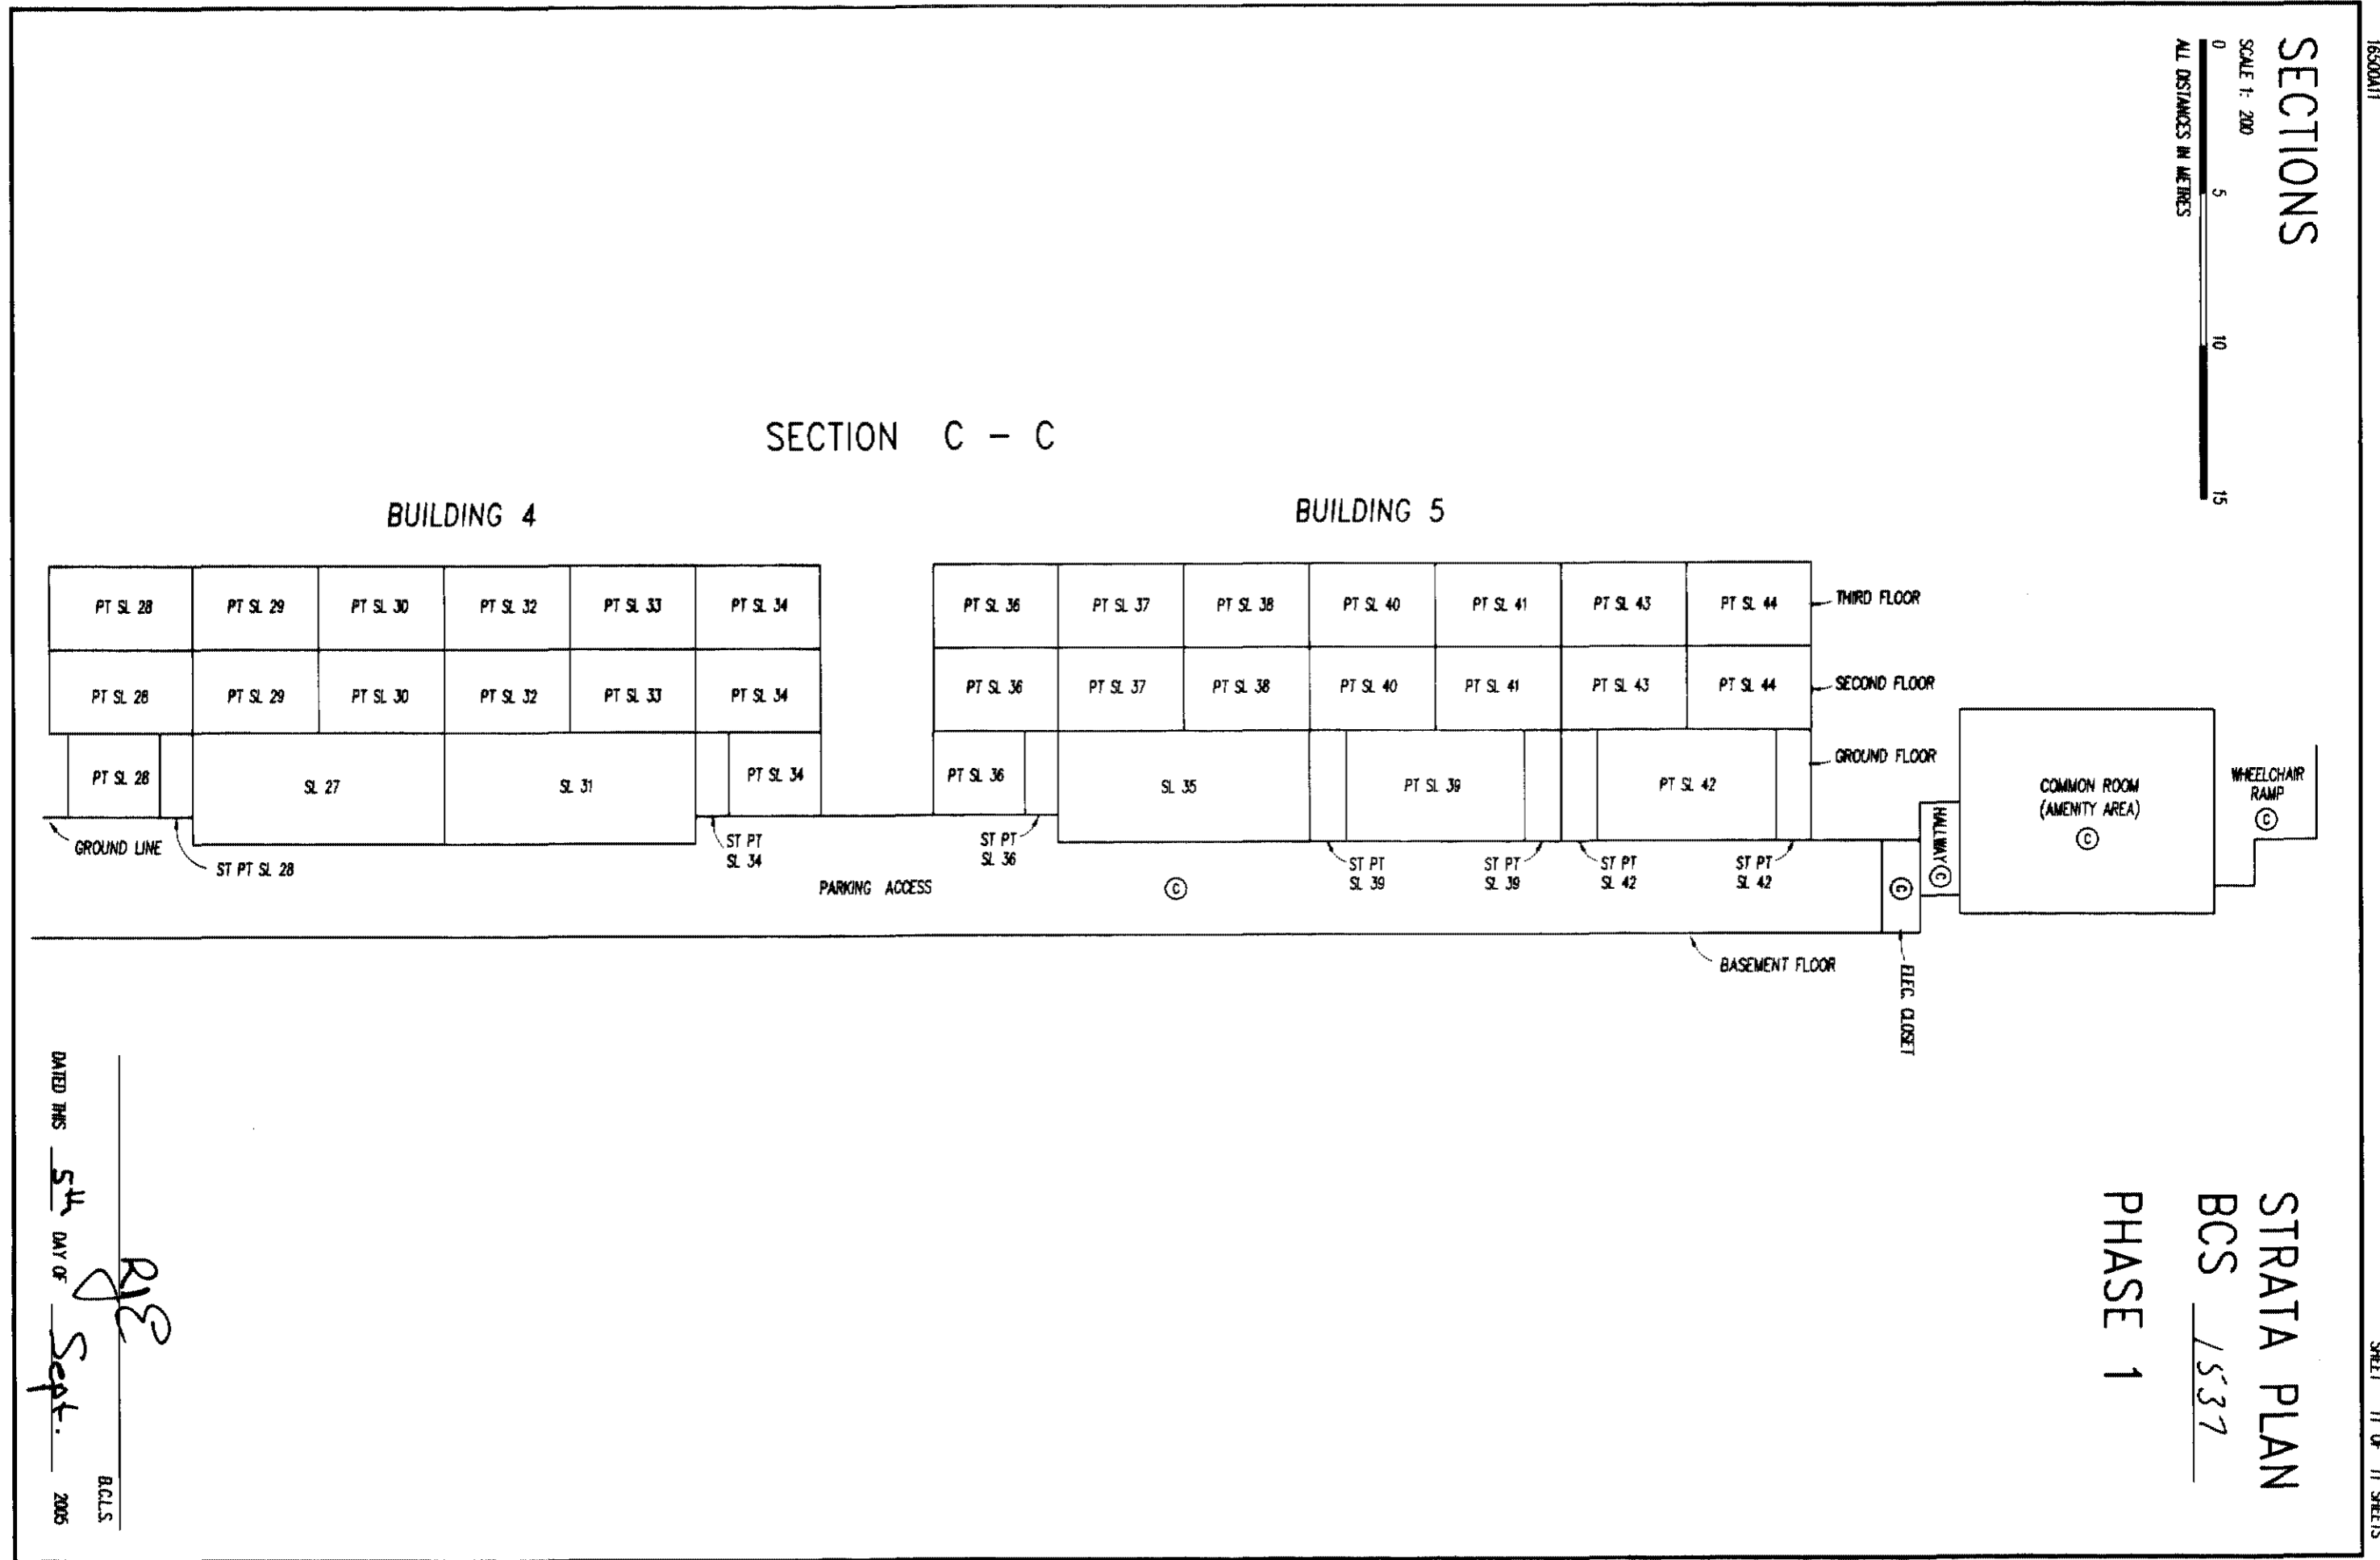 16500A11
SHEET 11 OF 11 SHEETS
SECTIONS
SCALE 1: 200
0 5 10 15
ALL DISTANCES IN METRES
STRATA PLAN
BCS 1537
PHASE 1
SECTION C - C
BUILDING 4
BUILDING 5
PT SL 28 PT SL 29 PT SL 30 PT SL 32 PT SL 33 PT SL 34
PT SL 36 PT SL 37 PT SL 38 PT SL 40 PT SL 41 PT SL 43 PT SL 44
THIRD FLOOR
PT SL 28 PT SL 29 PT SL 30 PT SL 32 PT SL 33 PT SL 34
PT SL 36 PT SL 37 PT SL 38 PT SL 40 PT SL 41 PT SL 43 PT SL 44
SECOND FLOOR
PT SL 28 SL 27 SL 31 PT SL 34
PT SL 36 SL 35 PT SL 39 PT SL 42
GROUND FLOOR
COMMON ROOM
(AMENITY AREA)
C
WHEELCHAIR
RAMP
C
HALLWAY C
GROUND LINE
ST PT SL 28
ST PT
SL 34
ST PT
SL 36
ST PT
SL 39
ST PT
SL 39
ST PT
SL 42
ST PT
SL 42
PARKING ACCESS C
C
BASEMENT FLOOR
ELEC. CLOSET
B.C.L.S.
DATED THIS 5th DAY OF Sept. 2005